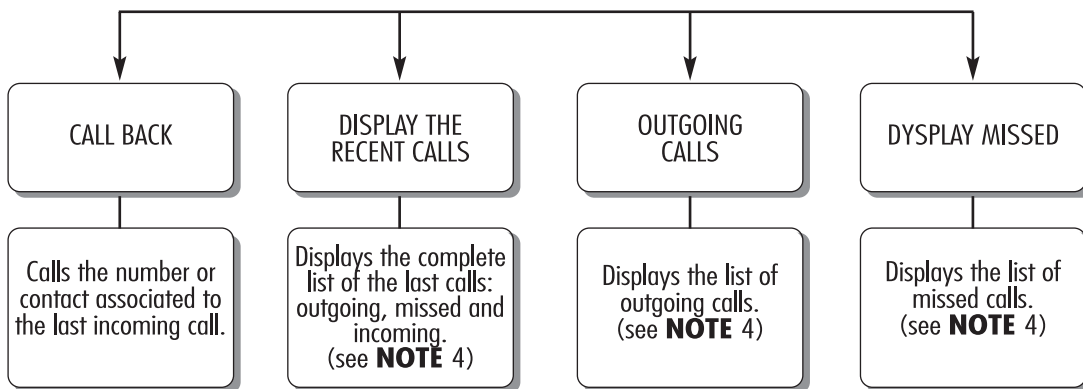 CALL BACK
DISPLAY THE
RECENT CALLS
OUTGOING
CALLS
DYSPLAY MISSED
Calls the number or
contact associated to
the last incoming call.
Displays the complete
list of the last calls:
outgoing, missed and
incoming.
(see NOTE 4)
Displays the list of
outgoing calls.
(see NOTE 4)
Displays the list of
missed calls.
(see NOTE 4)